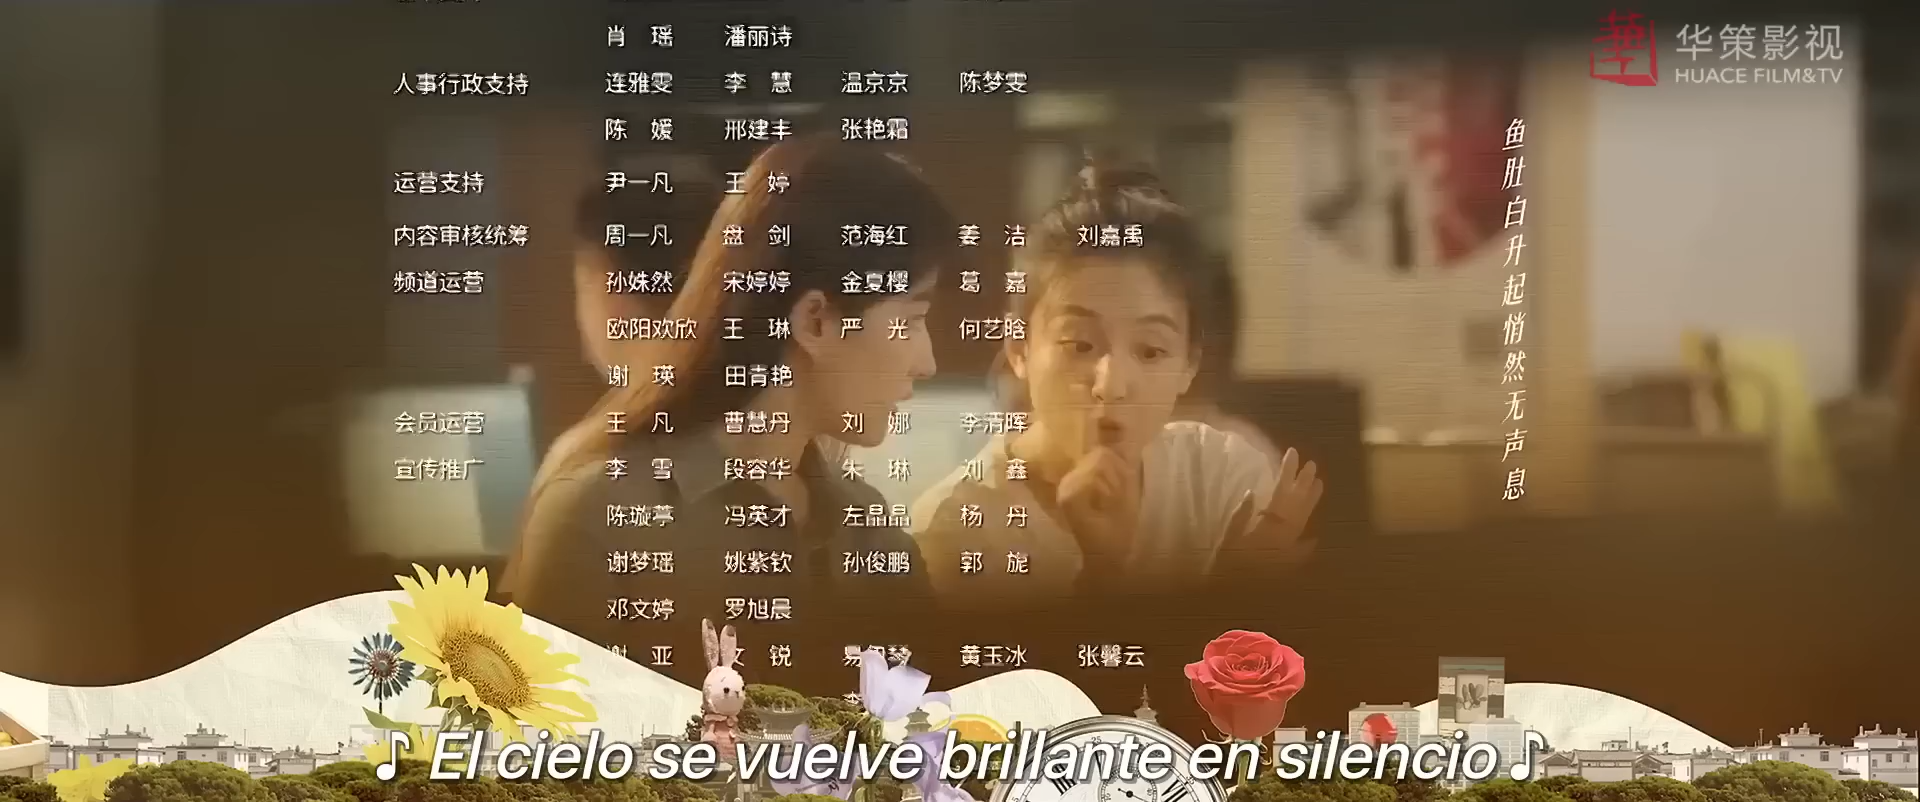 华策影视
HUACE FILM&TV
肖 瑶 潘丽诗
人事行政支持 连雅雯 李 慧 温京京 陈梦雯
陈 媛 邢建丰 张艳霜
运营支持 尹一凡 王 婷
内容审核统筹 周一凡 盘 剑 范海红 姜 洁 刘嘉禹
频道运营 孙姝然 宋婷婷 金夏樱 葛 嘉
欧阳欢欣 王 琳 严 光 何艺晗
谢 瑛 田青艳
会员运营 王 凡 曹慧丹 刘 娜 李清晖
宣传推广 李 雪 段容华 朱 琳 刘 鑫
陈璇葶 冯英才 左晶晶 杨 丹
谢梦瑶 姚紫钦 孙俊鹏 郭 旎
邓文婷 罗旭晨
谢 亚 文 锐 黄玉冰 张馨云
鱼肚白升起悄然无声息
♪ El cielo se vuelve brillante en silencio ♪